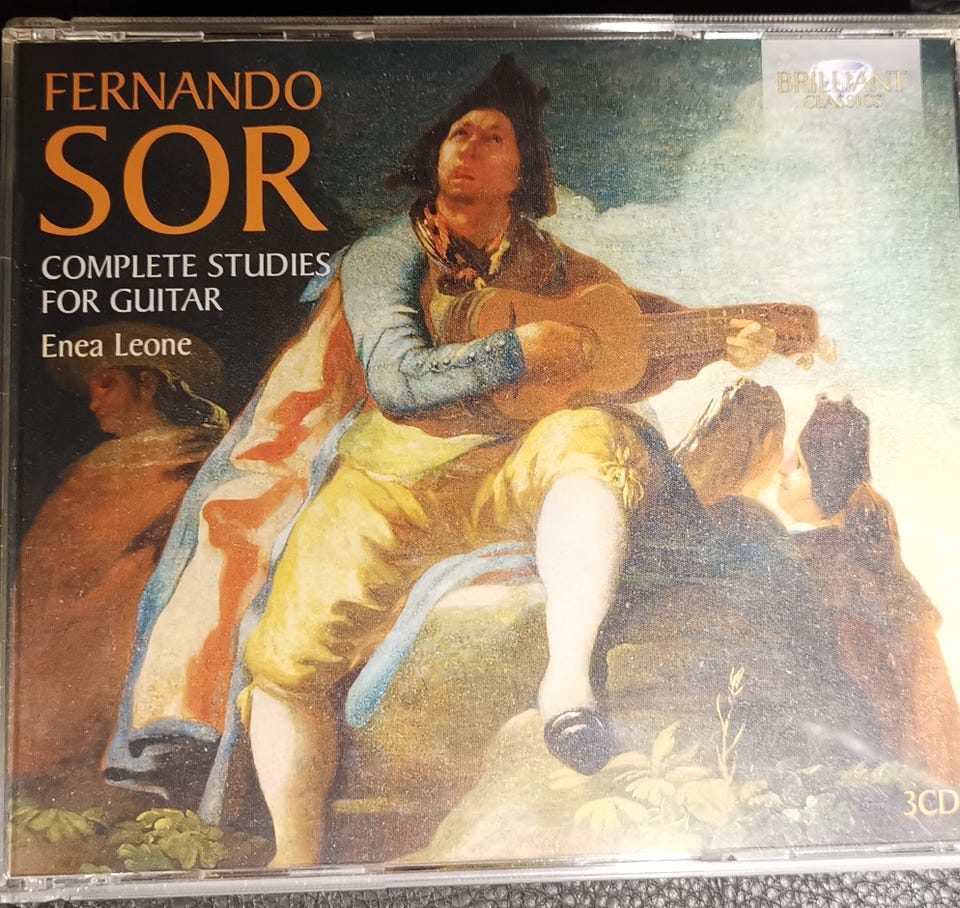 FERNANDO
SOR
COMPLETE STUDIES
FOR GUITAR
Enea Leone
BRILLIANT
CLASSICS
3CD